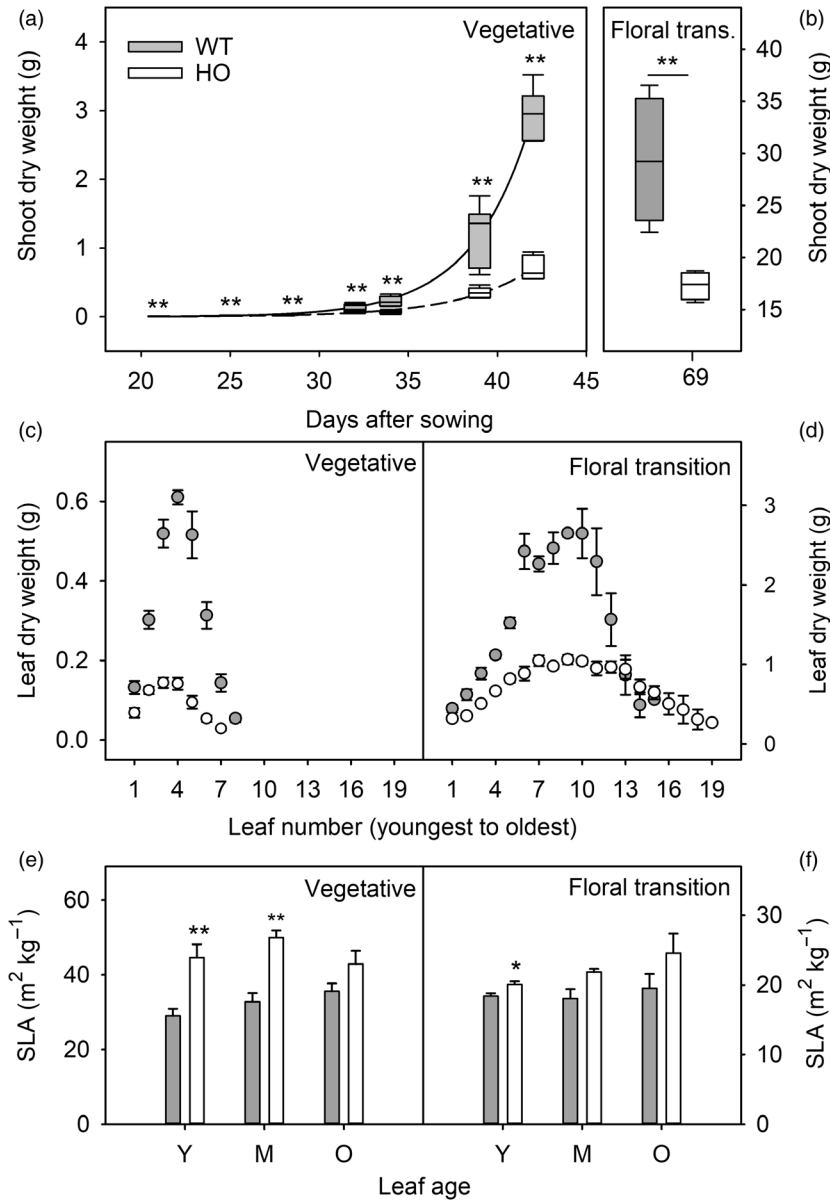 (a)
Vegetative
Floral trans.
(b)
WT
HO
Shoot dry weight (g)
4
3
2
1
0
**
**
**
**
**
**
**
**
40
35
30
25
20
15
Shoot dry weight (g)
20 25 30 35 40 45
69
Days after sowing
(c)
Vegetative
Floral transition
(d)
Leaf dry weight (g)
0.6
0.4
0.2
0.0
3
2
1
0
Leaf dry weight (g)
1 4 7 10 13 16 19
1 4 7 10 13 16 19
Leaf number (youngest to oldest)
(e)
Vegetative
Floral transition
(f)
SLA (m² kg⁻¹)
60
40
20
0
**
**
*
30
20
10
0
SLA (m² kg⁻¹)
Y M O
Y M O
Leaf age